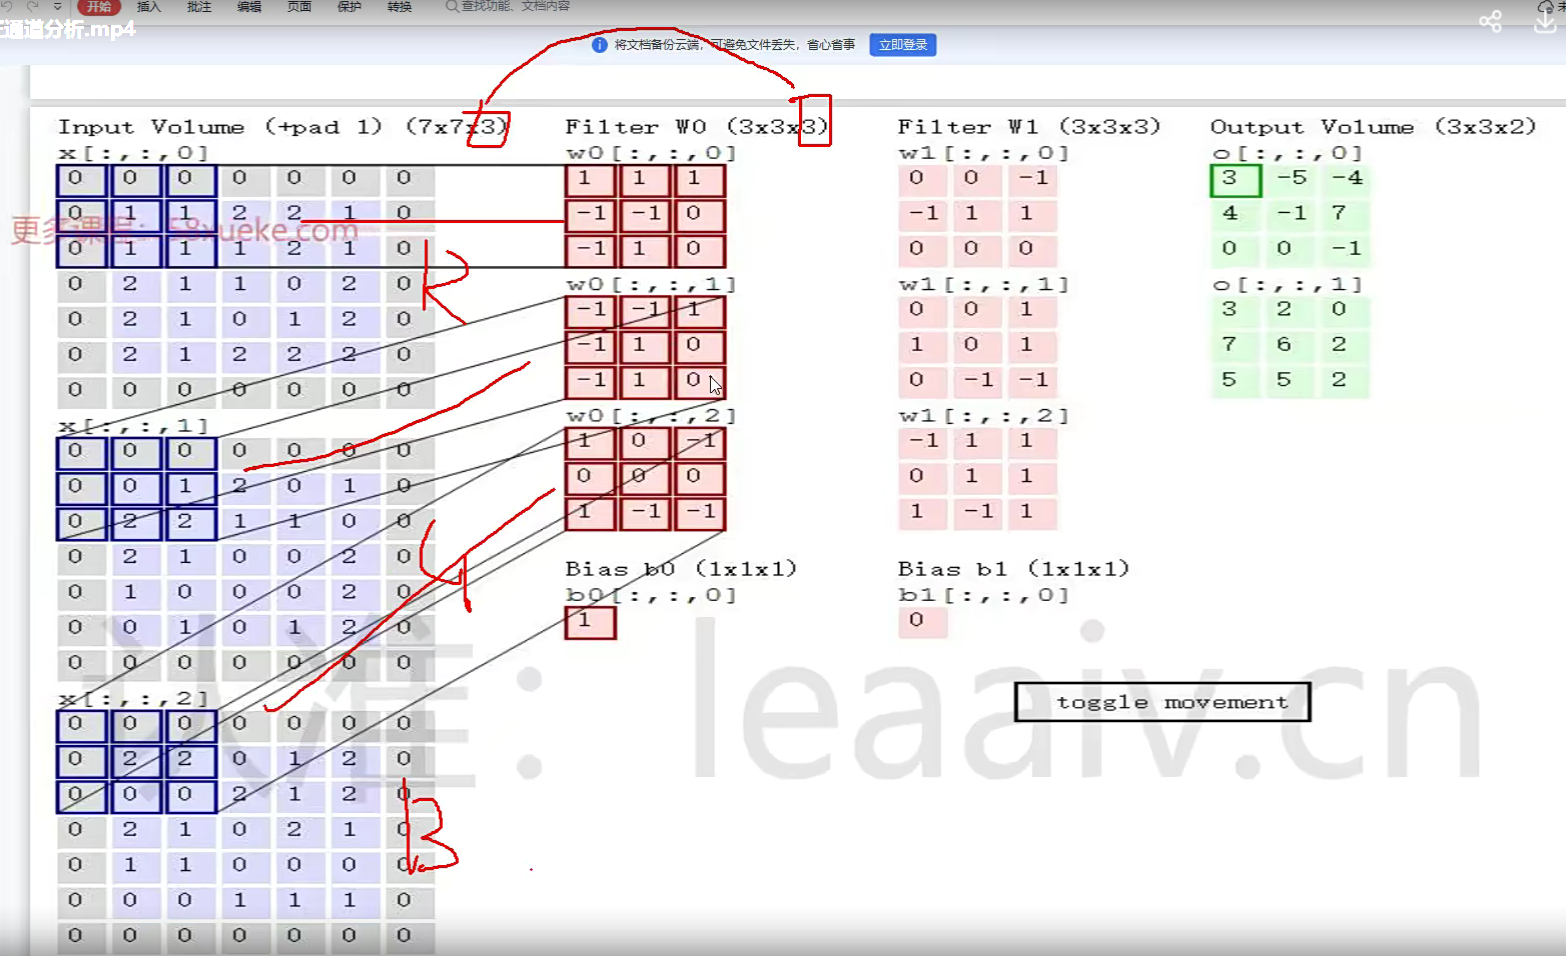 开始 插入 批注 编辑 页面 保护 转换 查找功能、文档内容
通道分析.mp4
将文档备份云端,可避免文件丢失,省心省事 立即登录
Input Volume (+pad 1) (7x7x3)
x[:,:,0]
0 0 0 0 0 0 0
0 1 1 2 2 1 0
0 1 1 1 2 1 0
0 2 1 1 0 2 0
0 2 1 0 1 2 0
0 2 1 2 2 2 0
0 0 0 0 0 0 0
x[:,:,1]
0 0 0 0 0 0 0
0 0 1 2 0 1 0
0 2 2 1 1 0 0
0 2 1 0 0 2 0
0 1 0 0 0 2 0
0 0 1 0 1 2 0
0 0 0 0 0 0 0
x[:,:,2]
0 0 0 0 0 0 0
0 2 2 0 1 2 0
0 0 0 2 1 2 0
0 2 1 0 2 1 0
0 1 1 0 0 0 0
0 0 0 1 1 1 0
0 0 0 0 0 0 0
R
G
B
Filter W0 (3x3x3)
w0[:,:,0]
1 1 1
-1 -1 0
-1 1 0
w0[:,:,1]
-1 -1 1
-1 1 0
-1 1 0
w0[:,:,2]
1 0 -1
0 0 0
1 -1 -1
Bias b0 (1x1x1)
b0[:,:,0]
1
Filter W1 (3x3x3)
w1[:,:,0]
0 0 -1
-1 1 1
0 0 0
w1[:,:,1]
0 0 1
1 0 1
0 -1 -1
w1[:,:,2]
-1 1 1
0 1 1
1 -1 1
Bias b1 (1x1x1)
b1[:,:,0]
0
Output Volume (3x3x2)
o[:,:,0]
3 -5 -4
4 -1 7
0 0 -1
o[:,:,1]
3 2 0
7 6 2
5 5 2
toggle movement
更多课程:58xueke.com
认准:leaaiv.cn